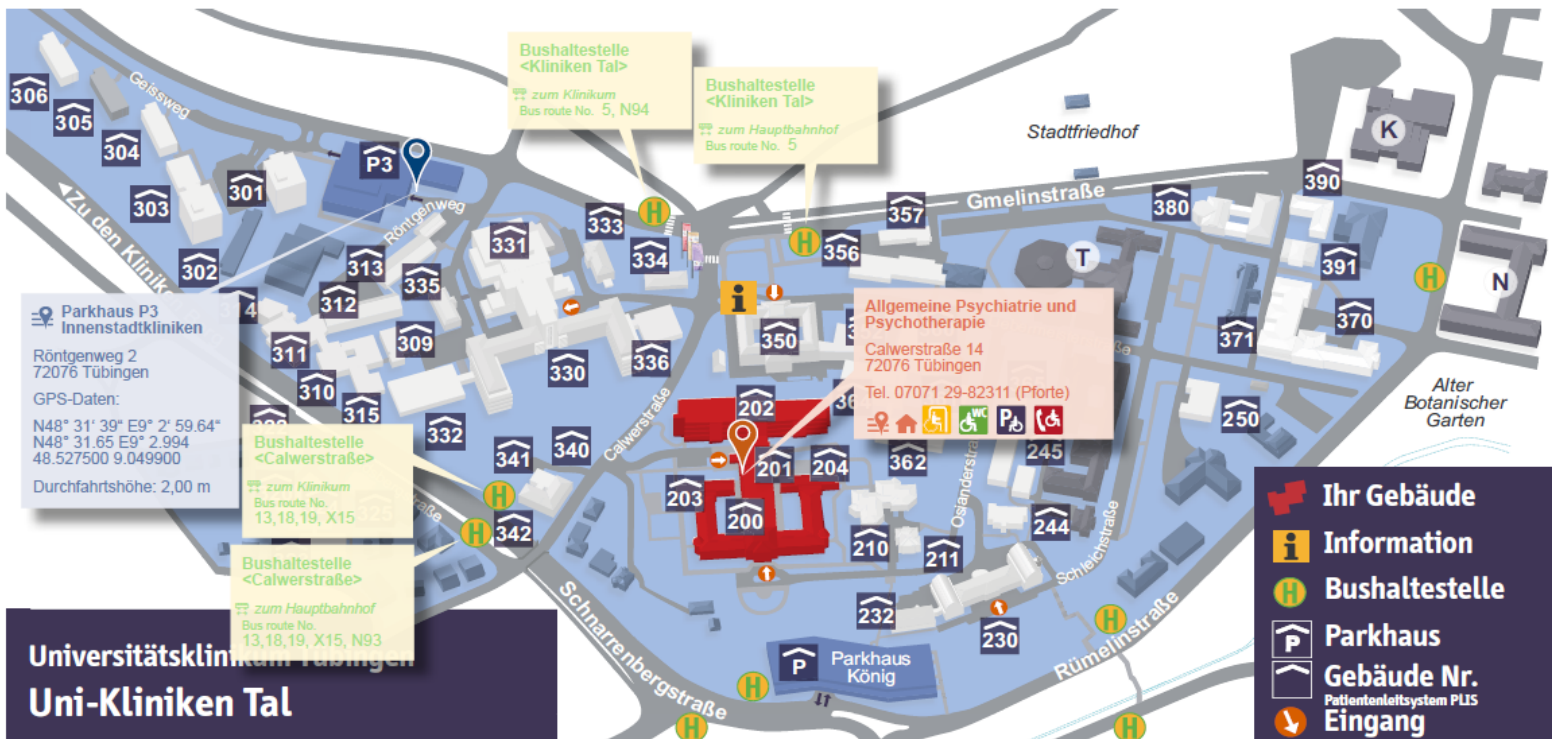 Bushaltestelle
<Kliniken Tal>
zum Klinikum
Bus route No. 5, N94
Bushaltestelle
<Kliniken Tal>
zum Hauptbahnhof
Bus route No. 5
Stadtfriedhof
K
N
T
306
305
304
303
302
301
P3
Geissweg
Röntgenweg
Gmelinstraße
331
333
334
357
356
380
390
391
370
371
250
313
312
335
314
311
310
309
315
332
330
336
350
i
H
H
H
Parkhaus P3
Innenstadtkliniken
Röntgenweg 2
72076 Tübingen
GPS-Daten:
N48° 31' 39" E9° 2' 59.64"
N48° 31.65 E9° 2.994
48.527500 9.049900
Durchfahrtshöhe: 2,00 m
Allgemeine Psychiatrie und
Psychotherapie
Calwerstraße 14
72076 Tübingen
Tel. 07071 29-82311 (Pforte)
WC
P
Alter
Botanischer
Garten
Bushaltestelle
<Calwerstraße>
zum Klinikum
Bus route No.
13,18,19, X15
Bushaltestelle
<Calwerstraße>
zum Hauptbahnhof
Bus route No.
13,18,19, X15, N93
H
H
325
341
340
342
Calwerstraße
202
201
204
203
200
362
245
210
211
244
232
230
Schleichstraße
Schnarrenbergstraße
Rümelinstraße
P
Parkhaus
König
H
H
H
H
Universitätsklinikum Tübingen
Uni-Kliniken Tal
Ihr Gebäude
i Information
H Bushaltestelle
P Parkhaus
Gebäude Nr.
Patientenleitsystem PLIS
Eingang